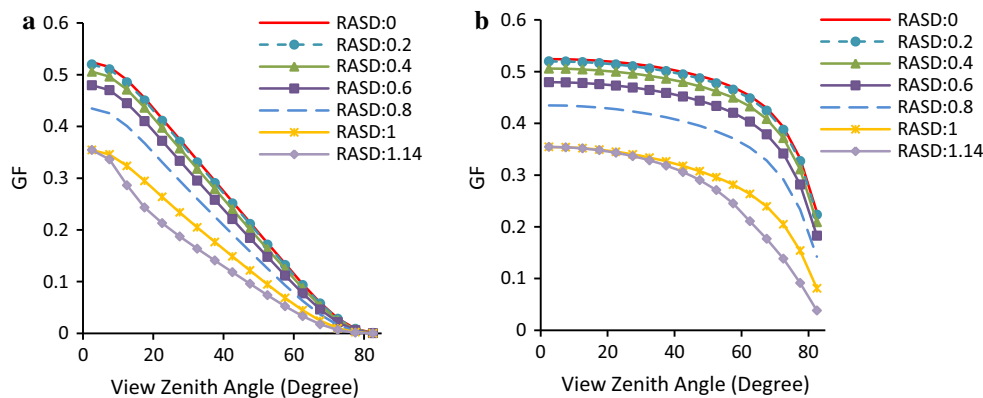 a
0.6
0.5
0.4
0.3
0.2
0.1
0
GF
0
20
40
60
80
View Zenith Angle (Degree)
RASD:0
RASD:0.2
RASD:0.4
RASD:0.6
RASD:0.8
RASD:1
RASD:1.14
b
0.6
0.5
0.4
0.3
0.2
0.1
0
GF
0
20
40
60
80
View Zenith Angle (Degree)
RASD:0
RASD:0.2
RASD:0.4
RASD:0.6
RASD:0.8
RASD:1
RASD:1.14